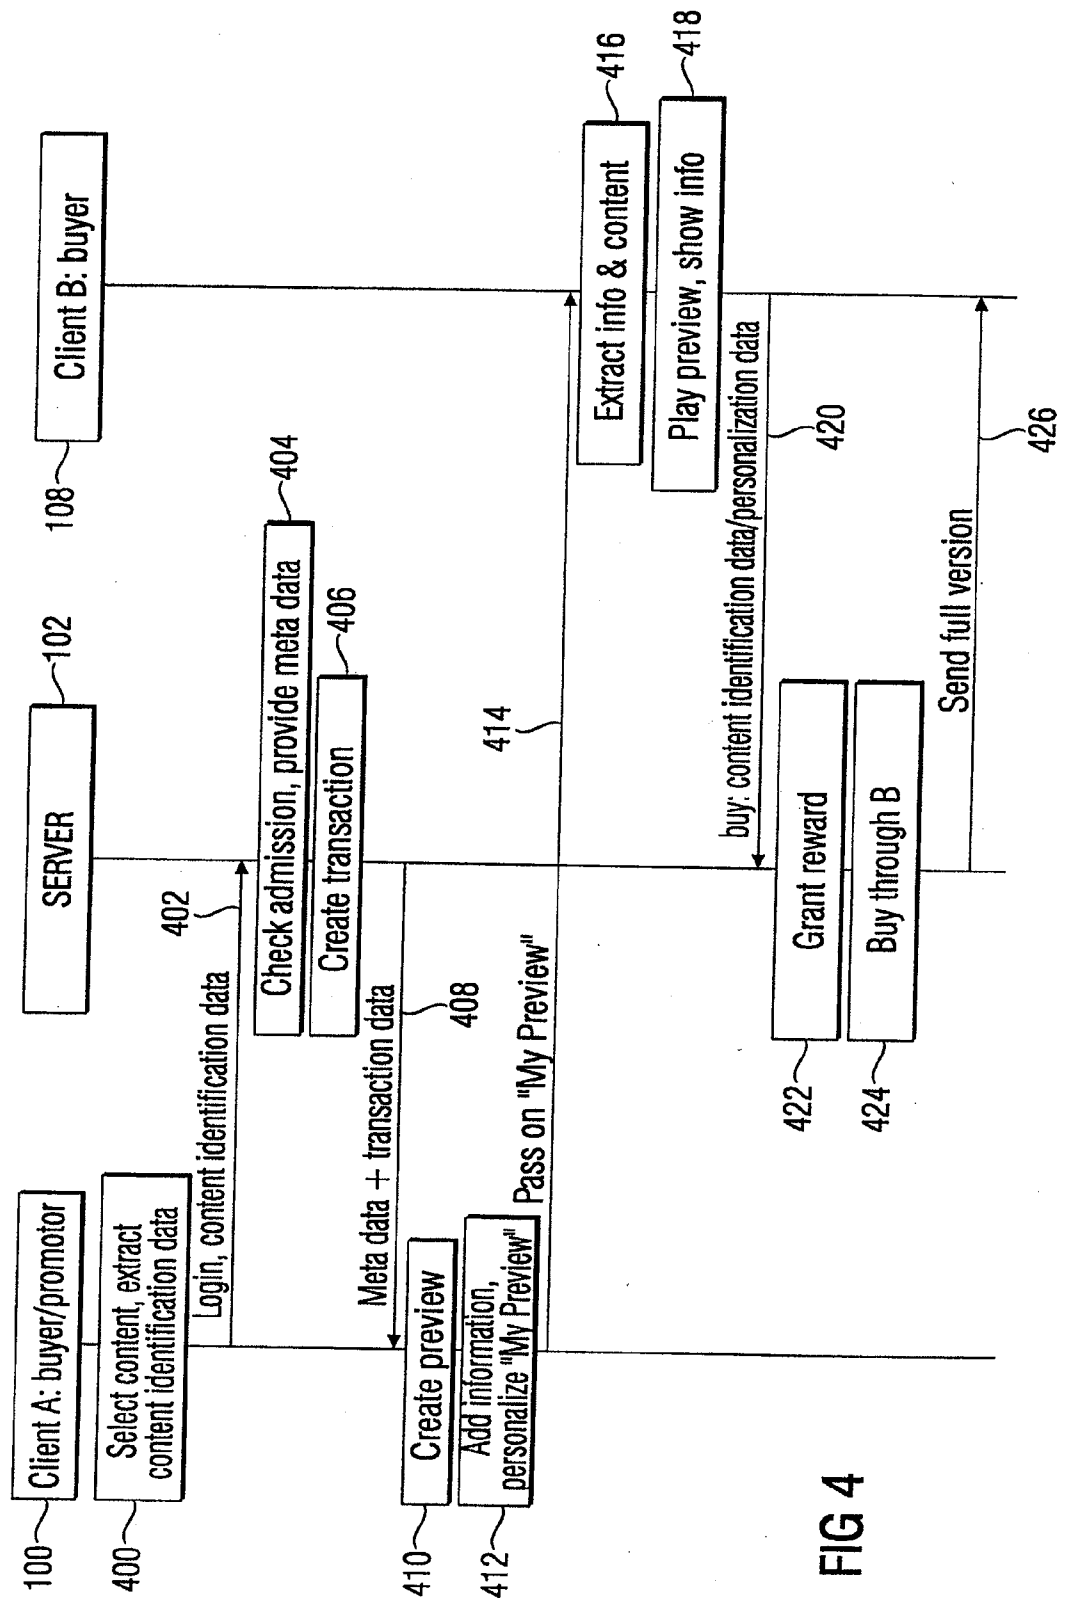 100
Client A: buyer/promotor
SERVER
102
108
Client B: buyer
400
Select content, extract
content identification data
Login, content identification data
402
Check admission, provide meta data
404
Create transaction
406
Meta data + transaction data
408
410
Create preview
412
Add information,
personalize "My Preview"
Pass on "My Preview"
414
Extract info & content
416
Play preview, show info
418
buy: content identification data/personalization data
420
422
Grant reward
424
Buy through B
Send full version
426
FIG 4